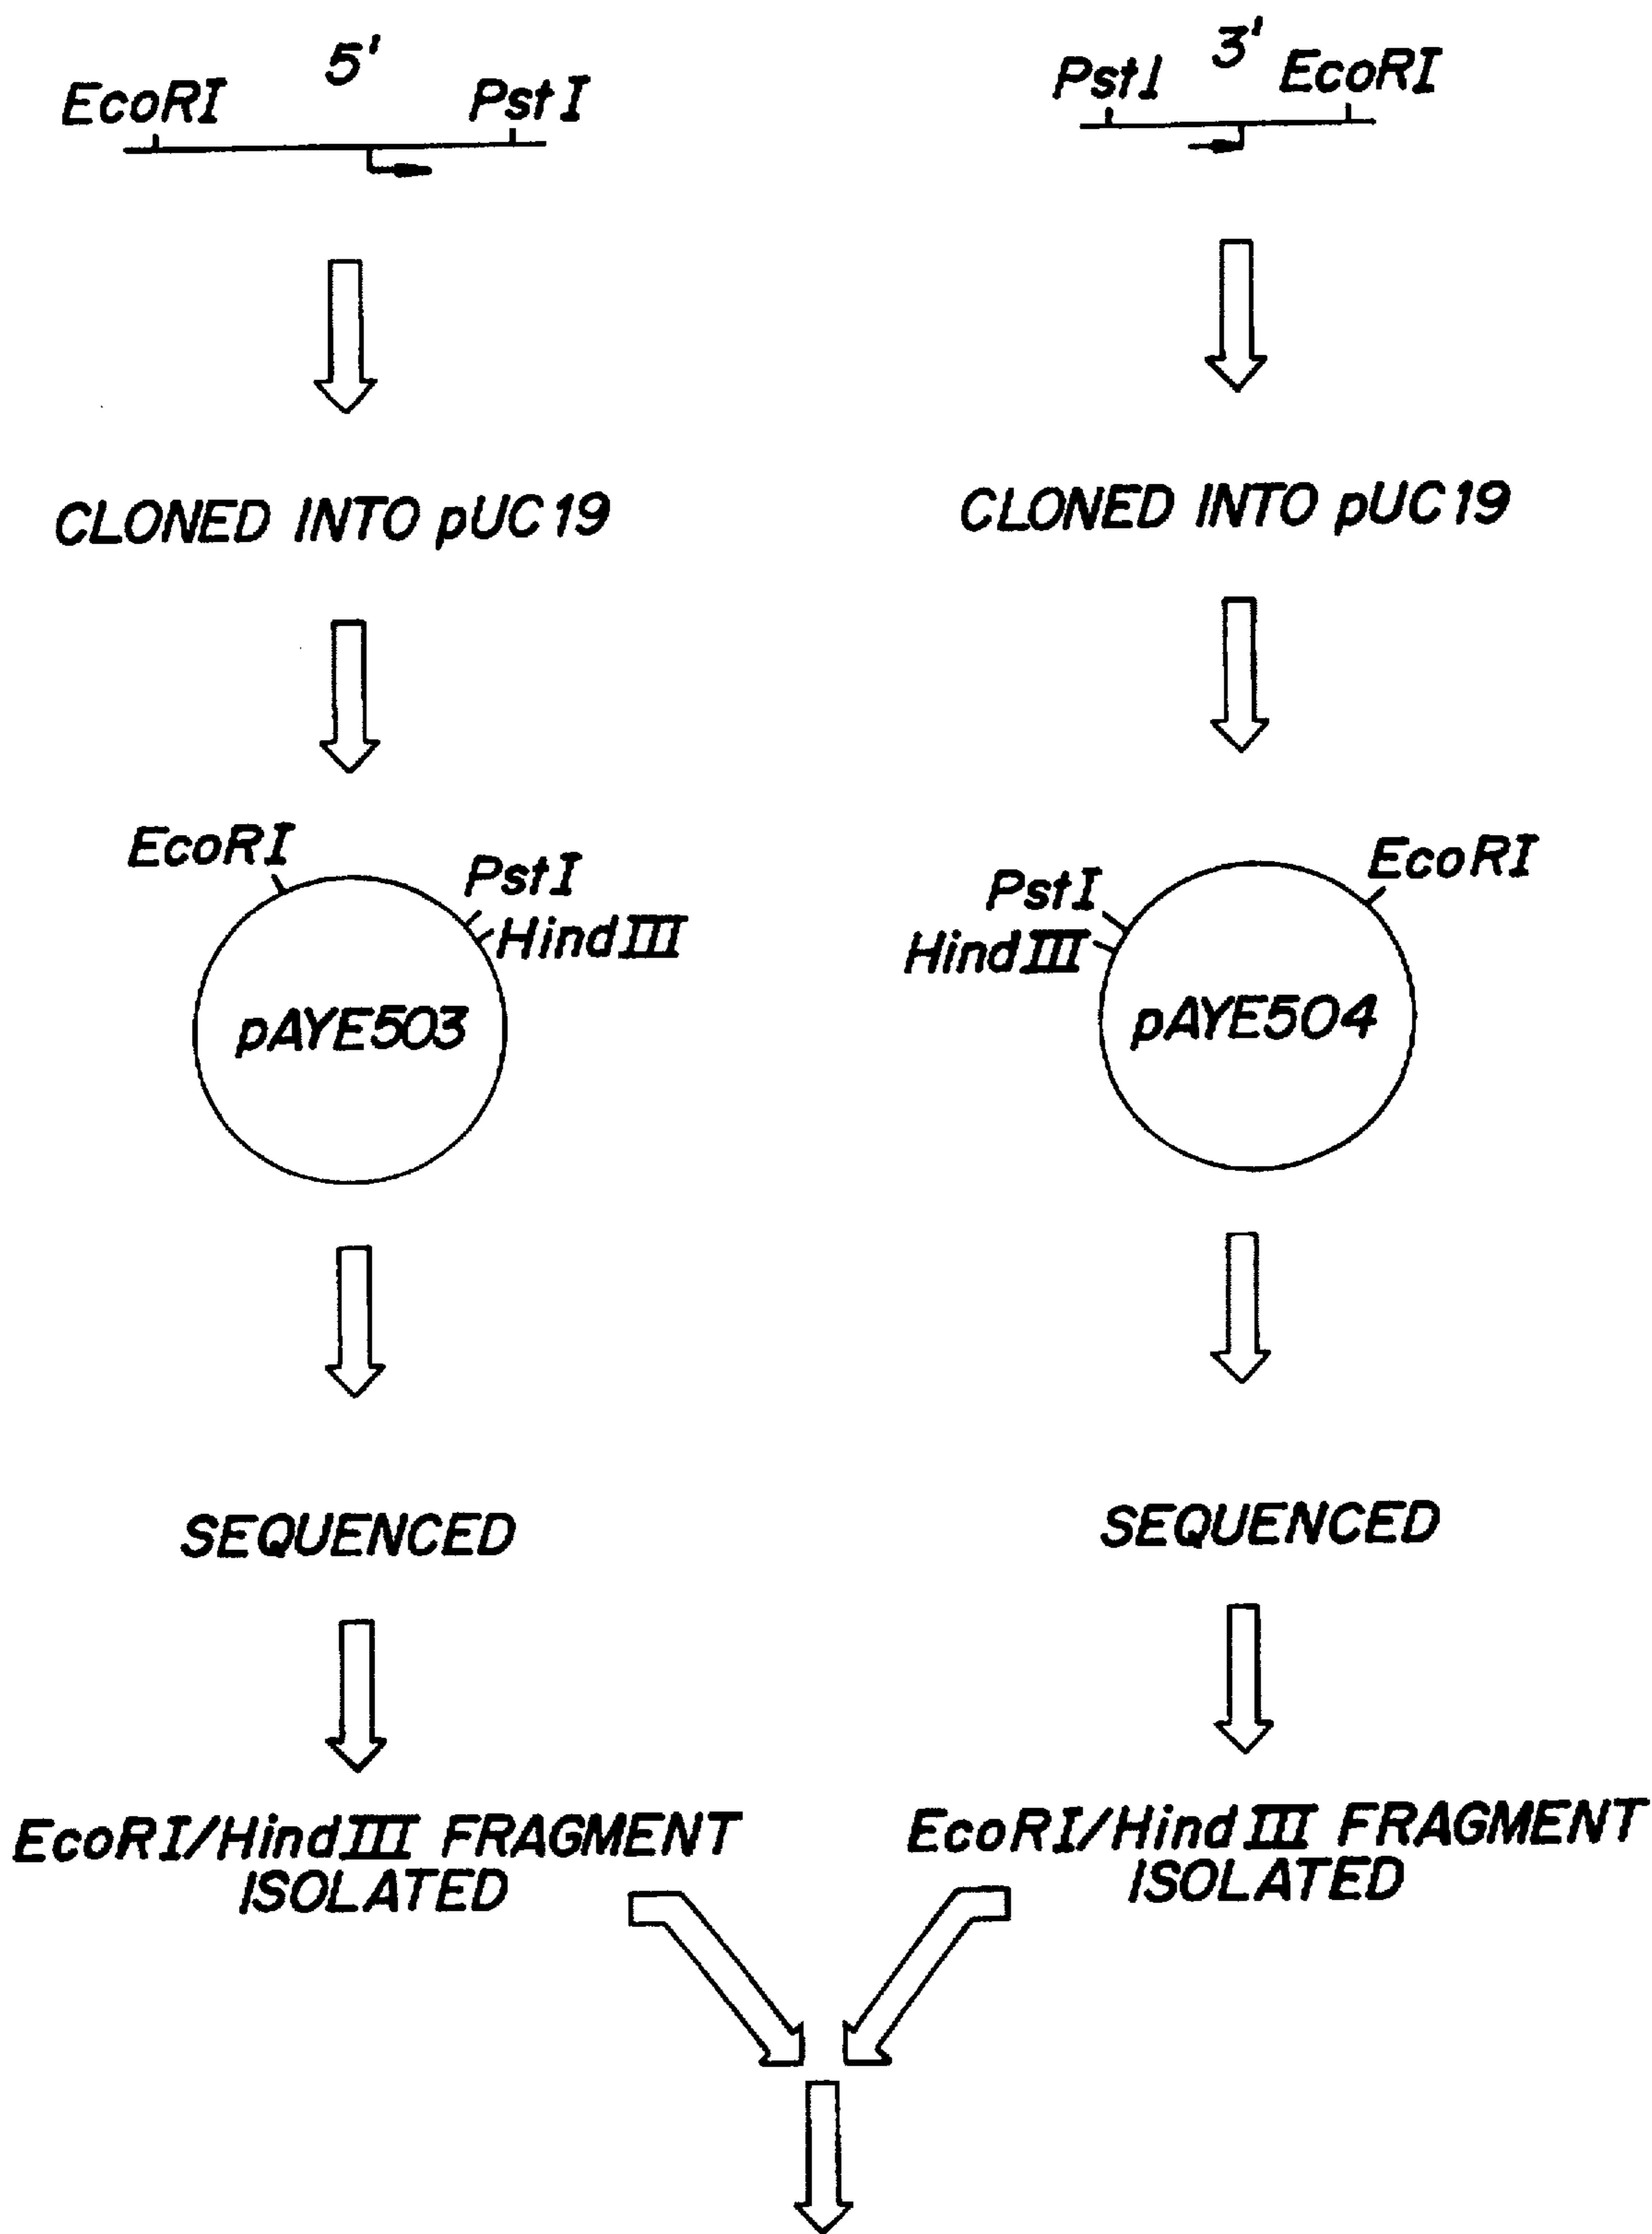 5'
EcoRI
PstI
CLONED INTO pUC19
EcoRI
PstI
HindIII
pAYE503
SEQUENCED
EcoRI/HindIII FRAGMENT
ISOLATED
3'
PstI
EcoRI
CLONED INTO pUC19
EcoRI
PstI
HindIII
pAYE504
SEQUENCED
EcoRI/HindIII FRAGMENT
ISOLATED